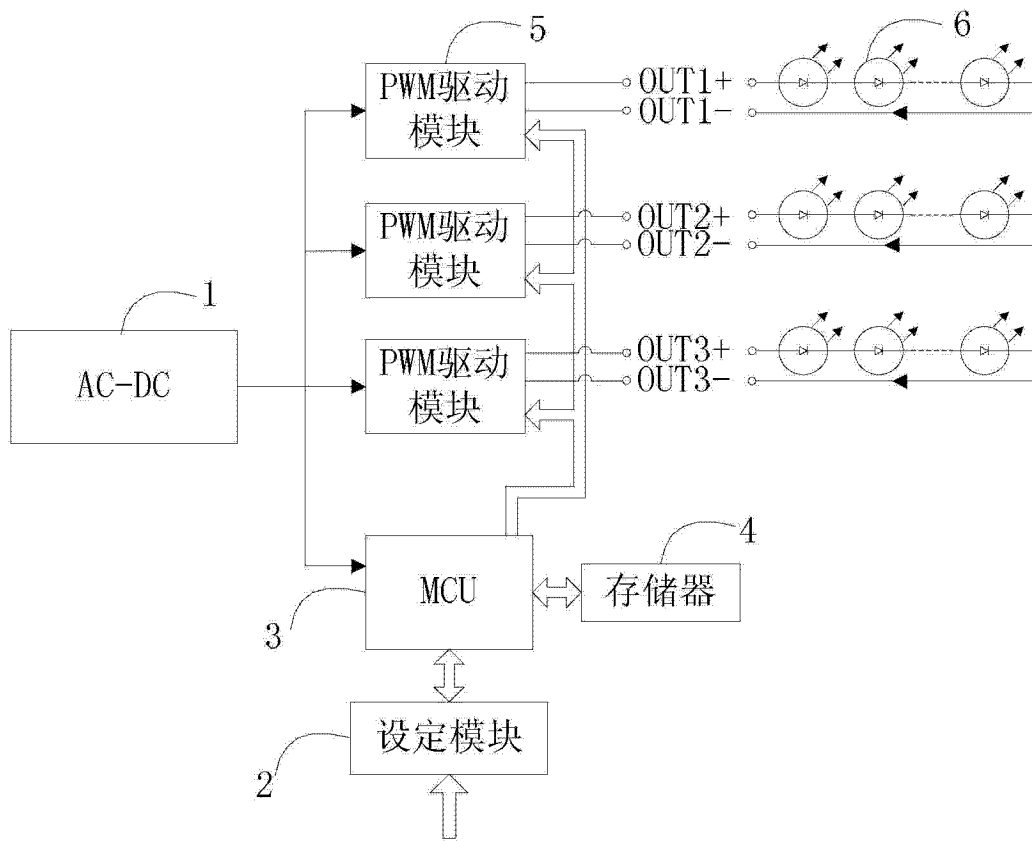 5
6
PWM驱动
模块
OUT1+
OUT1-
PWM驱动
模块
OUT2+
OUT2-
1
AC-DC
PWM驱动
模块
OUT3+
OUT3-
4
MCU
存储器
3
设定模块
2